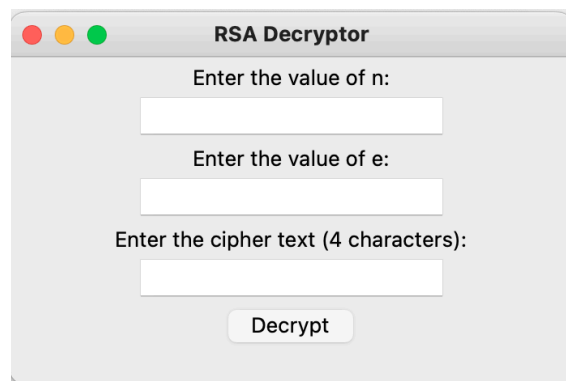 RSA Decryptor
Enter the value of n:
Enter the value of e:
Enter the cipher text (4 characters):
Decrypt